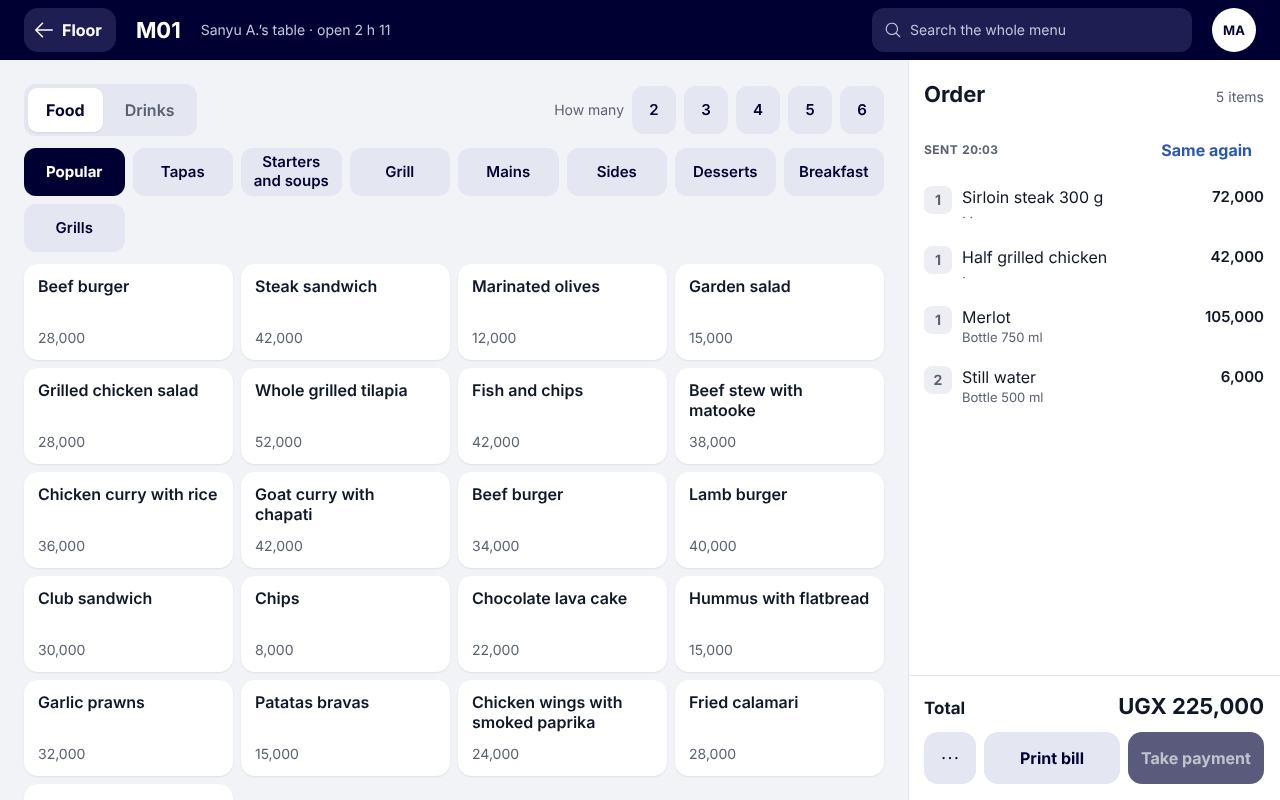 Floor
M01
Sanyu A.’s table · open 2 h 11
Search the whole menu
MA
Food
Drinks
How many
2
3
4
5
6
Popular
Tapas
Starters
and soups
Grill
Mains
Sides
Desserts
Breakfast
Grills
Beef burger
28,000
Steak sandwich
42,000
Marinated olives
12,000
Garden salad
15,000
Grilled chicken salad
28,000
Whole grilled tilapia
52,000
Fish and chips
42,000
Beef stew with
matooke
38,000
Chicken curry with rice
36,000
Goat curry with
chapati
42,000
Beef burger
34,000
Lamb burger
40,000
Club sandwich
30,000
Chips
8,000
Chocolate lava cake
22,000
Hummus with flatbread
15,000
Garlic prawns
32,000
Patatas bravas
15,000
Chicken wings with
smoked paprika
24,000
Fried calamari
28,000
Order
5 items
SENT 20:03
Same again
1 Sirloin steak 300 g 72,000
· ·
1 Half grilled chicken 42,000
·
1 Merlot 105,000
Bottle 750 ml
2 Still water 6,000
Bottle 500 ml
Total UGX 225,000
···
Print bill
Take payment